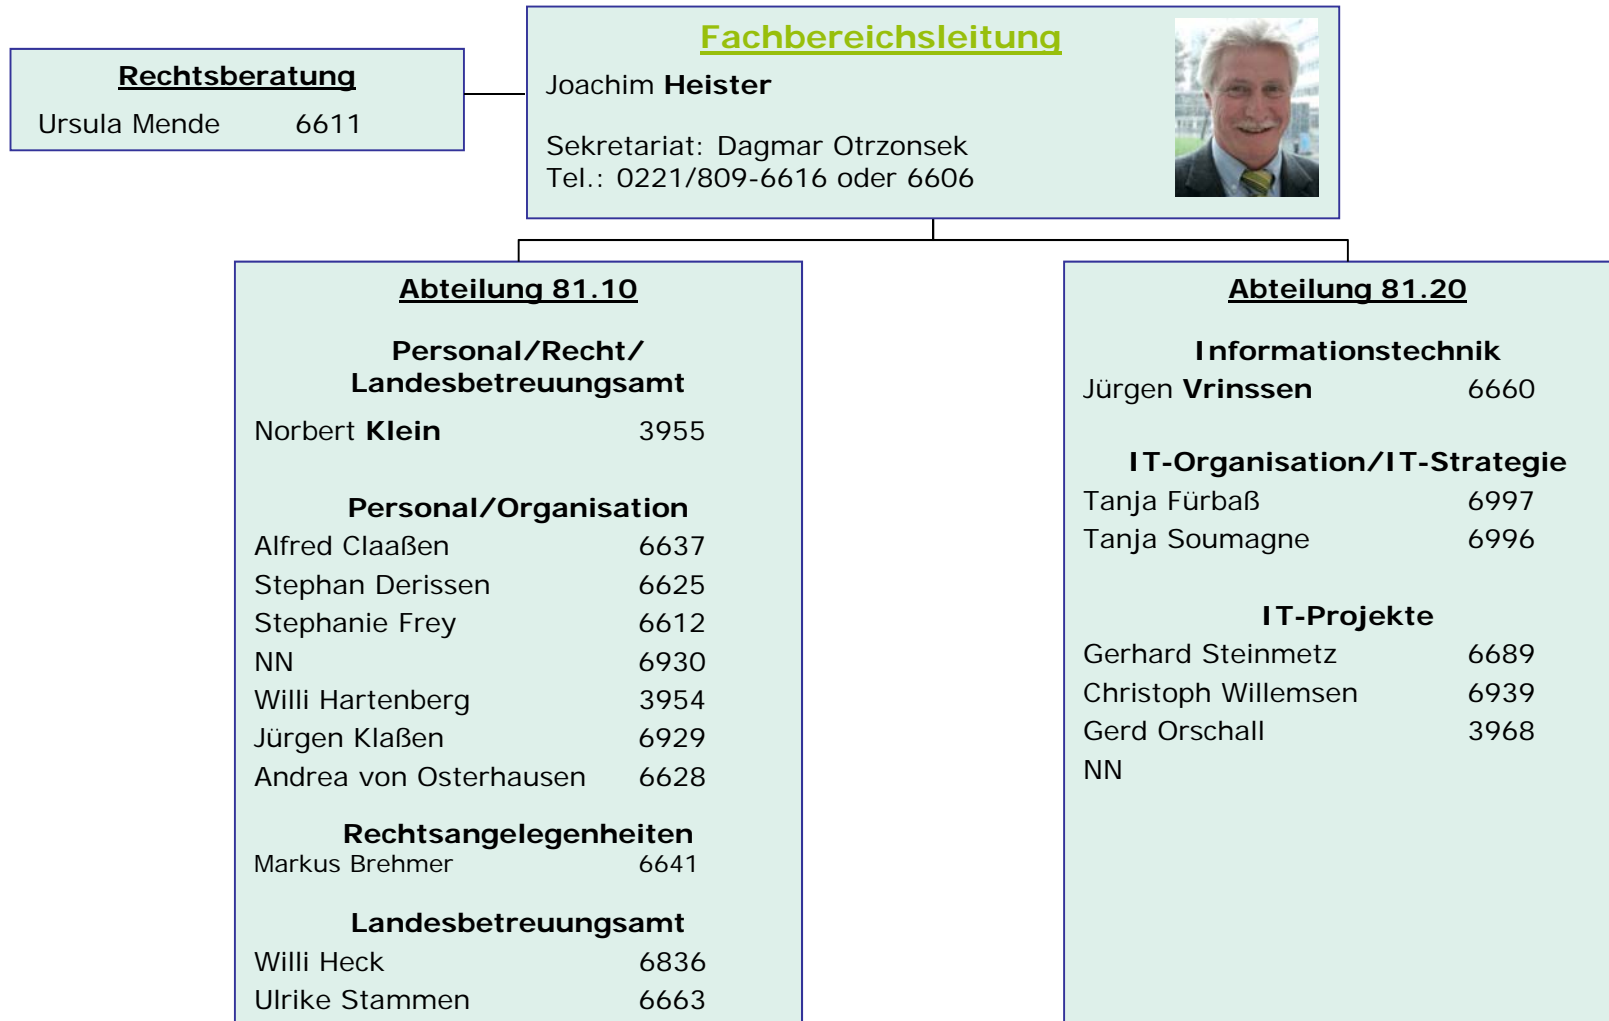 Fachbereichsleitung
Joachim Heister
Sekretariat: Dagmar Otrzonsek
Tel.: 0221/809-6616 oder 6606
Rechtsberatung
Ursula Mende 6611
Abteilung 81.10
Personal/Recht/
Landesbetreuungsamt
Norbert Klein 3955
Personal/Organisation
Alfred Claaßen 6637
Stephan Derissen 6625
Stephanie Frey 6612
NN 6930
Willi Hartenberg 3954
Jürgen Klaßen 6929
Andrea von Osterhausen 6628
Rechtsangelegenheiten
Markus Brehmer 6641
Landesbetreuungsamt
Willi Heck 6836
Ulrike Stammen 6663
Abteilung 81.20
Informationstechnik
Jürgen Vrinssen 6660
IT-Organisation/IT-Strategie
Tanja Fürbaß 6997
Tanja Soumagne 6996
IT-Projekte
Gerhard Steinmetz 6689
Christoph Willemsen 6939
Gerd Orschall 3968
NN